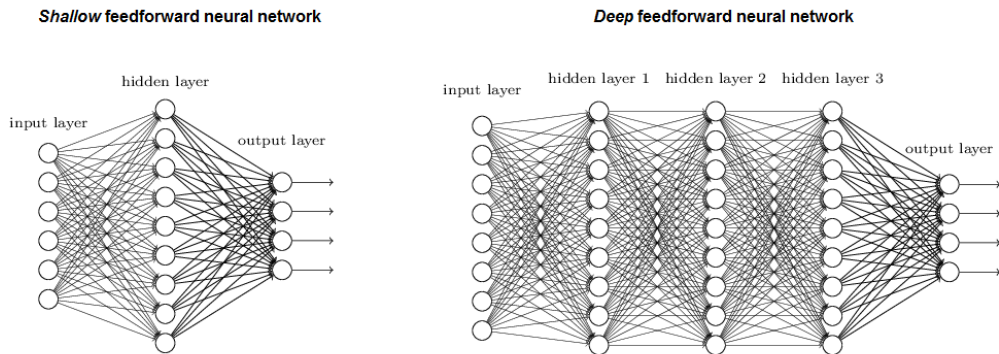 Shallow feedforward neural network
hidden layer
input layer
output layer
Deep feedforward neural network
hidden layer 1 hidden layer 2 hidden layer 3
input layer
output layer